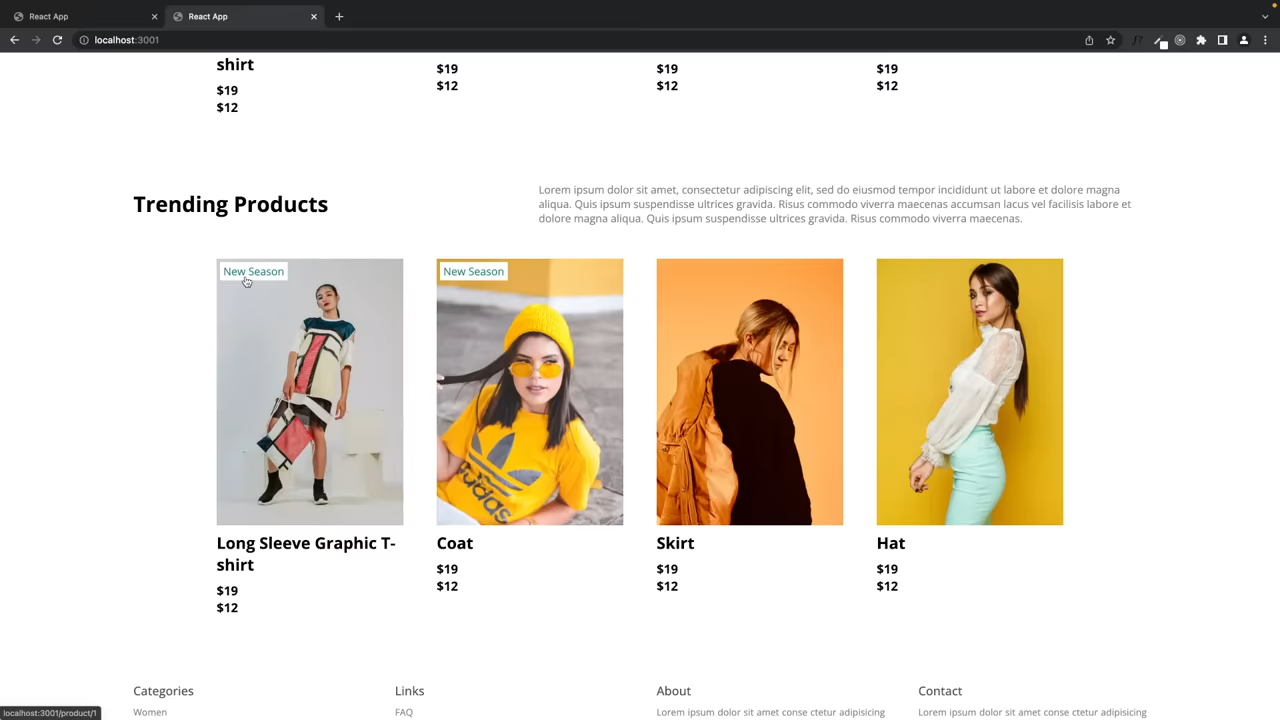 React App
React App
localhost:3001
shirt
$19
$12
$19
$12
$19
$12
$19
$12
Trending Products
Lorem ipsum dolor sit amet, consectetur adipiscing elit, sed do eiusmod tempor incididunt ut labore et dolore magna
aliqua. Quis ipsum suspendisse ultrices gravida. Risus commodo viverra maecenas accumsan lacus vel facilisis labore et
dolore magna aliqua. Quis ipsum suspendisse ultrices gravida. Risus commodo viverra maecenas.
New Season
New Season
adidas
Long Sleeve Graphic T-
shirt
$19
$12
Coat
$19
$12
Skirt
$19
$12
Hat
$19
$12
Categories
Women
Links
FAQ
About
Lorem ipsum dolor sit amet conse ctetur adipisicing
Contact
Lorem ipsum dolor sit amet conse ctetur adipisicing
localhost:3001/product/1